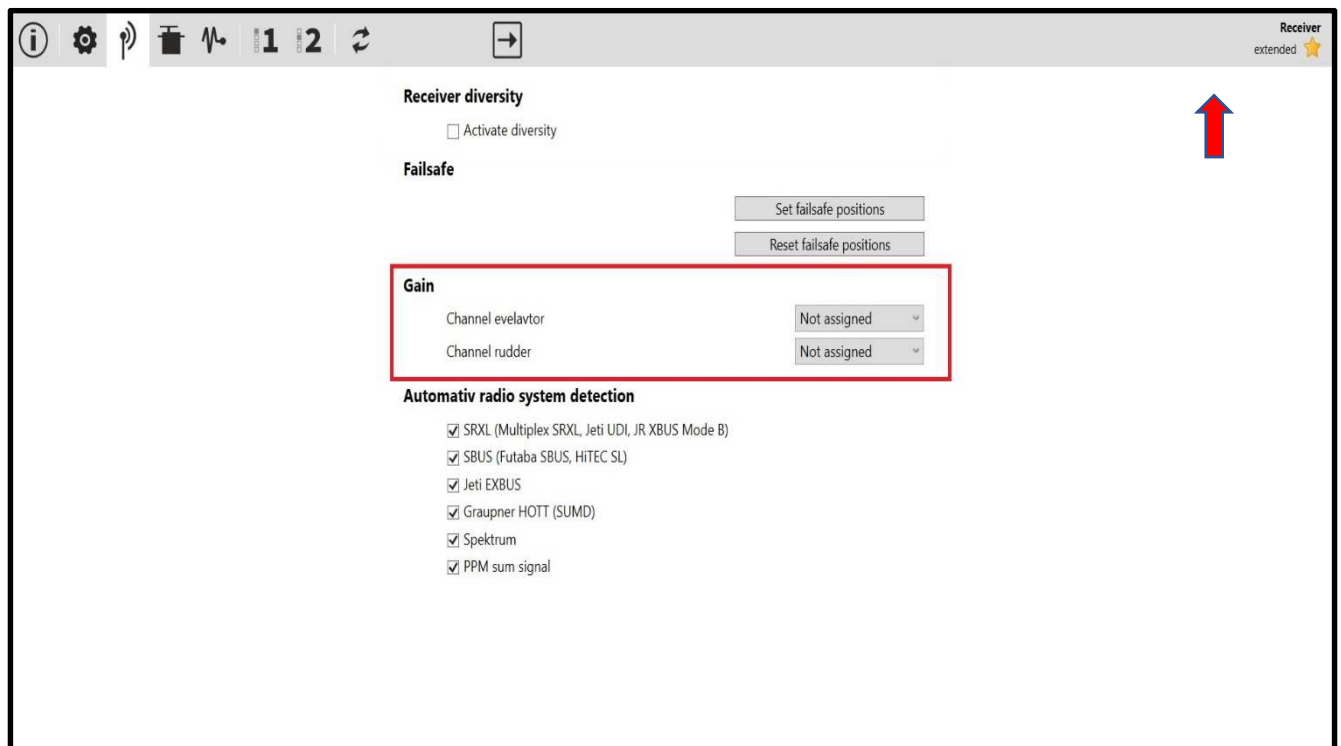 1 2
Receiver
extended
Receiver diversity
Activate diversity
Failsafe
Set failsafe positions
Reset failsafe positions
Gain
Channel evelavtor Not assigned
Channel rudder Not assigned
Automativ radio system detection
SRXL (Multiplex SRXL, Jeti UDI, JR XBUS Mode B)
SBUS (Futaba SBUS, HiTEC SL)
Jeti EXBUS
Graupner HOTT (SUMD)
Spektrum
PPM sum signal